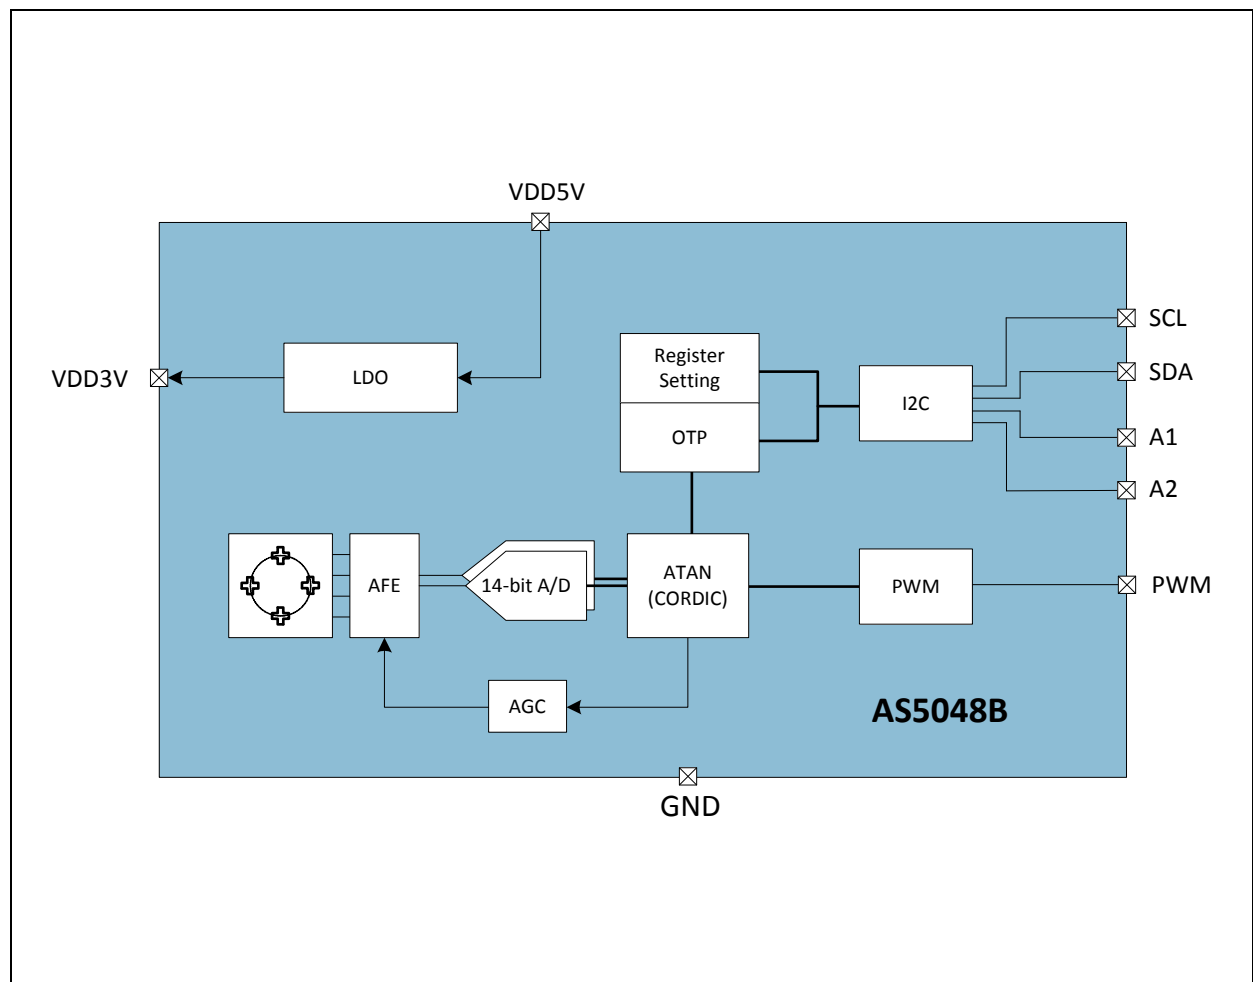 VDD5V
SCL
Register
Setting
SDA
VDD3V
LDO
I2C
OTP
A1
A2
AFE
14-bit A/D
ATAN
(CORDIC)
PWM
PWM
AGC
AS5048B
GND